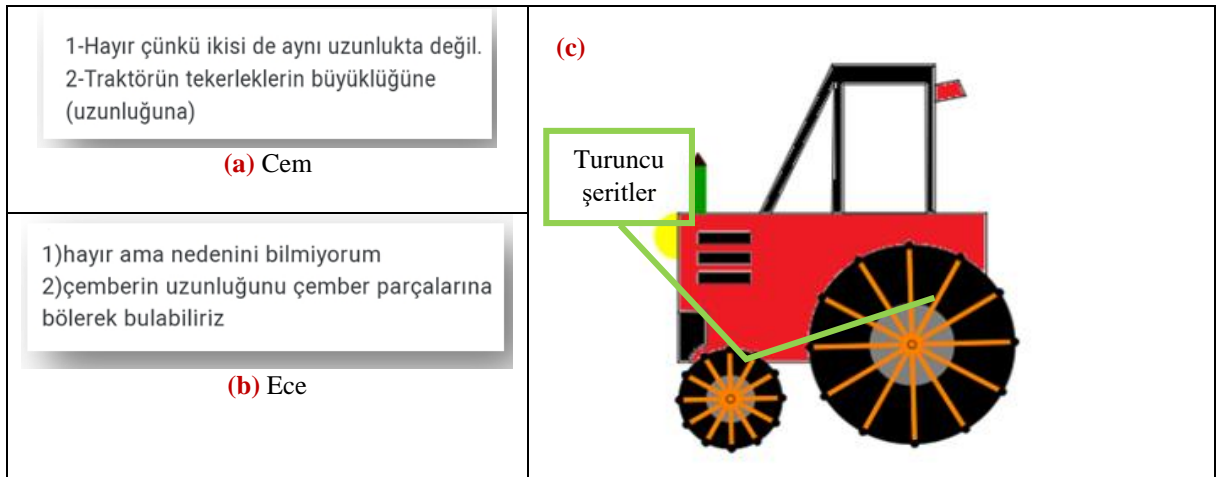 1-Hayır çünkü ikisi de aynı uzunlukta değil.
2-Traktörün tekerleklerin büyüklüğüne
(uzunluğuna)
(a) Cem
1)hayır ama nedenini bilmiyorum
2)çemberin uzunluğunu çember parçalarına
bölerek bulabiliriz
(b) Ece
(c)
Turuncu
şeritler